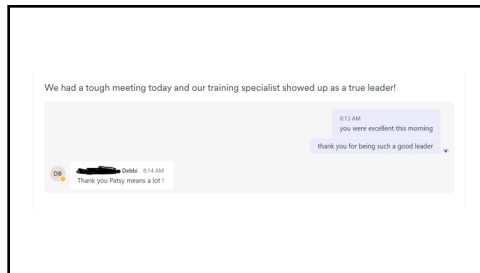 We had a tough meeting today and our training specialist showed up as a true leader!
8:13 AM
you were excellent this morning
thank you for being such a good leader
DB
Debbi 8:14 AM
Thank you Patsy means a lot !